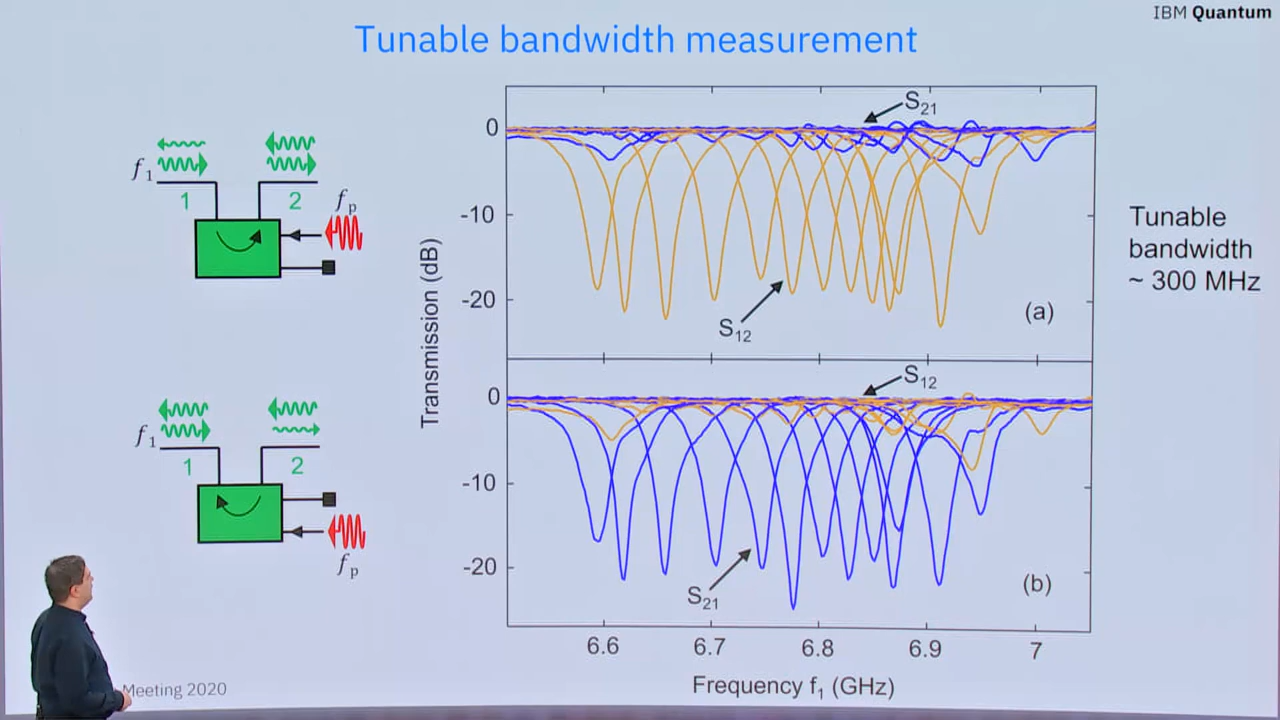 IBM Quantum
Tunable bandwidth measurement
f1
1
2
fp
f1
1
2
fp
Transmission (dB)
0
-10
-20
S21
S12
(a)
0
-10
-20
S12
S21
(b)
6.6
6.7
6.8
6.9
7
Frequency f1 (GHz)
Tunable
bandwidth
~ 300 MHz
Meeting 2020